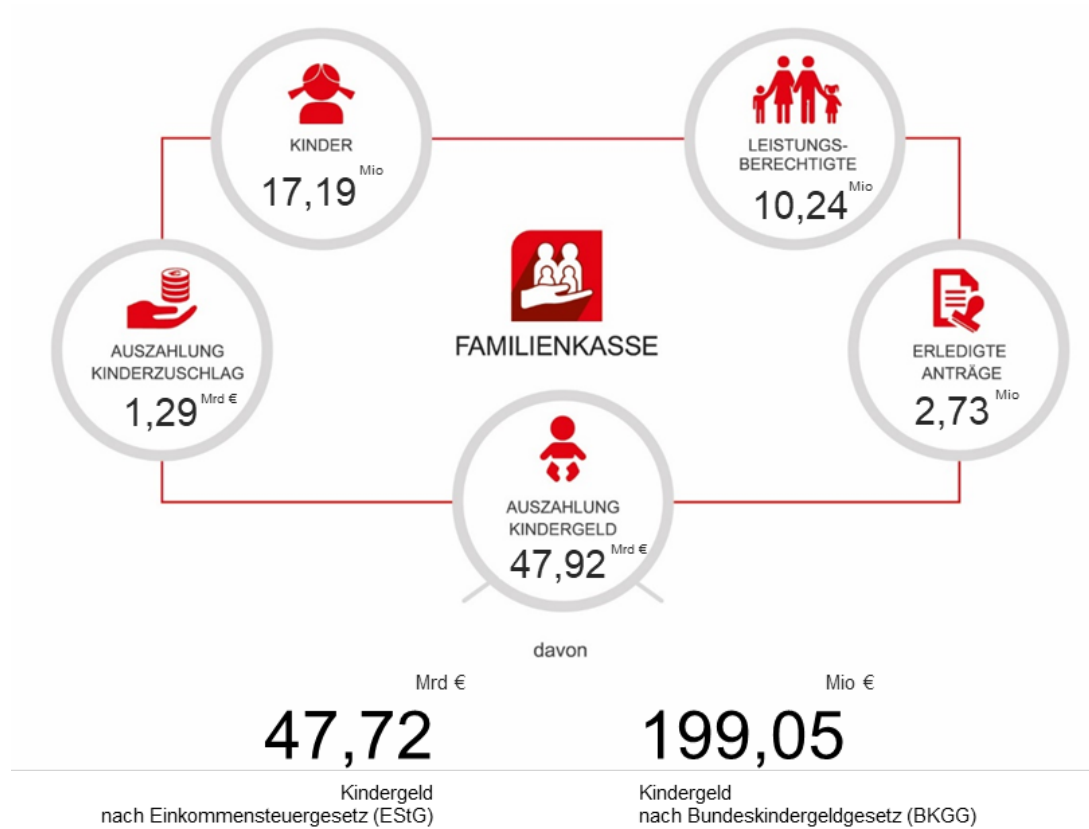 KINDER
17,19 Mio
LEISTUNGS-
BERECHTIGTE
10,24 Mio
FAMILIENKASSE
AUSZAHLUNG
KINDERZUSCHLAG
1,29 Mrd €
ERLEDIGTE
ANTRÄGE
2,73 Mio
AUSZAHLUNG
KINDERGELD
47,92 Mrd €
davon
Mrd €
47,72
Kindergeld
nach Einkommensteuergesetz (EStG)
Mio €
199,05
Kindergeld
nach Bundeskindergeldgesetz (BKGG)